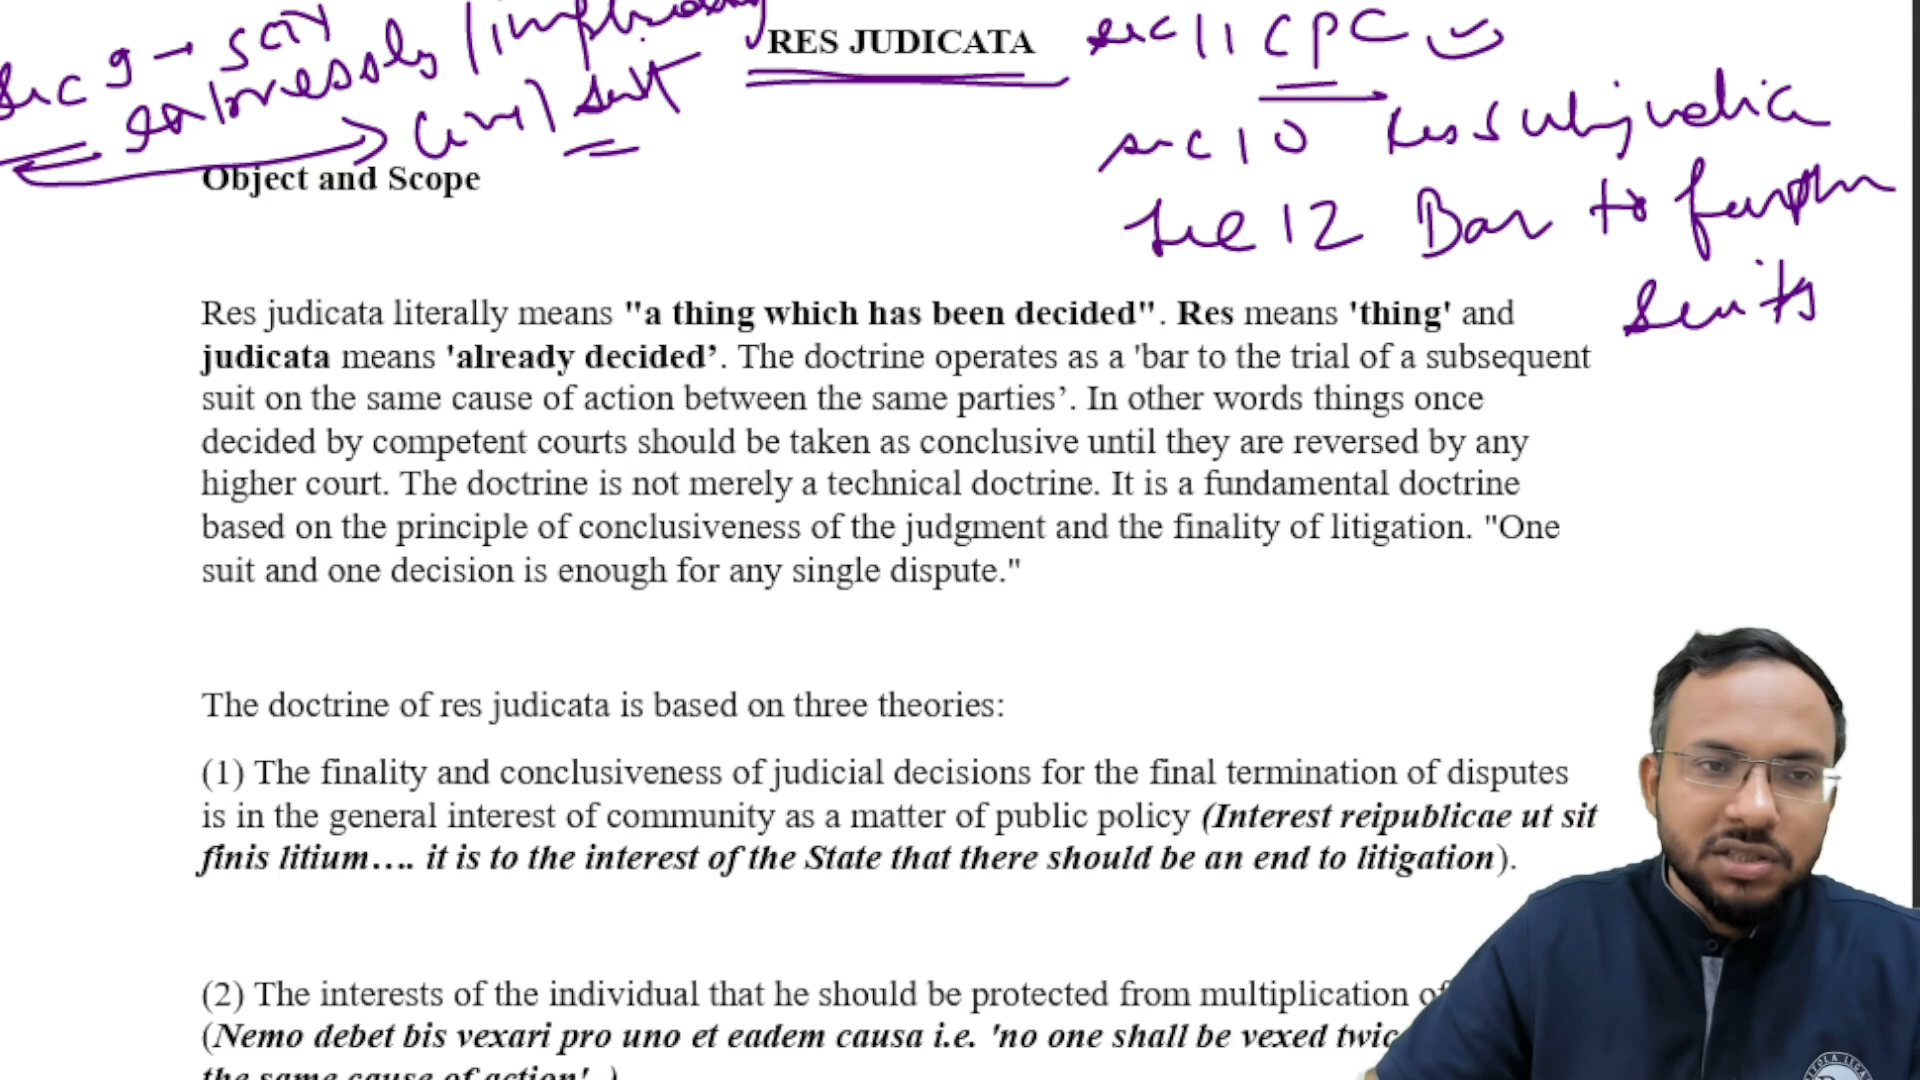 sec 9 → SCN
expressly / impliedly
civil suit
RES JUDICATA
sec 11 CPC
sec 10 Res Subjudice
sec 12 Bar to further
suits
Object and Scope
Res judicata literally means "a thing which has been decided". Res means 'thing' and
judicata means 'already decided’. The doctrine operates as a 'bar to the trial of a subsequent
suit on the same cause of action between the same parties’. In other words things once
decided by competent courts should be taken as conclusive until they are reversed by any
higher court. The doctrine is not merely a technical doctrine. It is a fundamental doctrine
based on the principle of conclusiveness of the judgment and the finality of litigation. "One
suit and one decision is enough for any single dispute."
The doctrine of res judicata is based on three theories:
(1) The finality and conclusiveness of judicial decisions for the final termination of disputes
is in the general interest of community as a matter of public policy (Interest reipublicae ut sit
finis litium…. it is to the interest of the State that there should be an end to litigation).
(2) The interests of the individual that he should be protected from multiplication of
(Nemo debet bis vexari pro uno et eadem causa i.e. 'no one shall be vexed twic
the same cause of action'. )